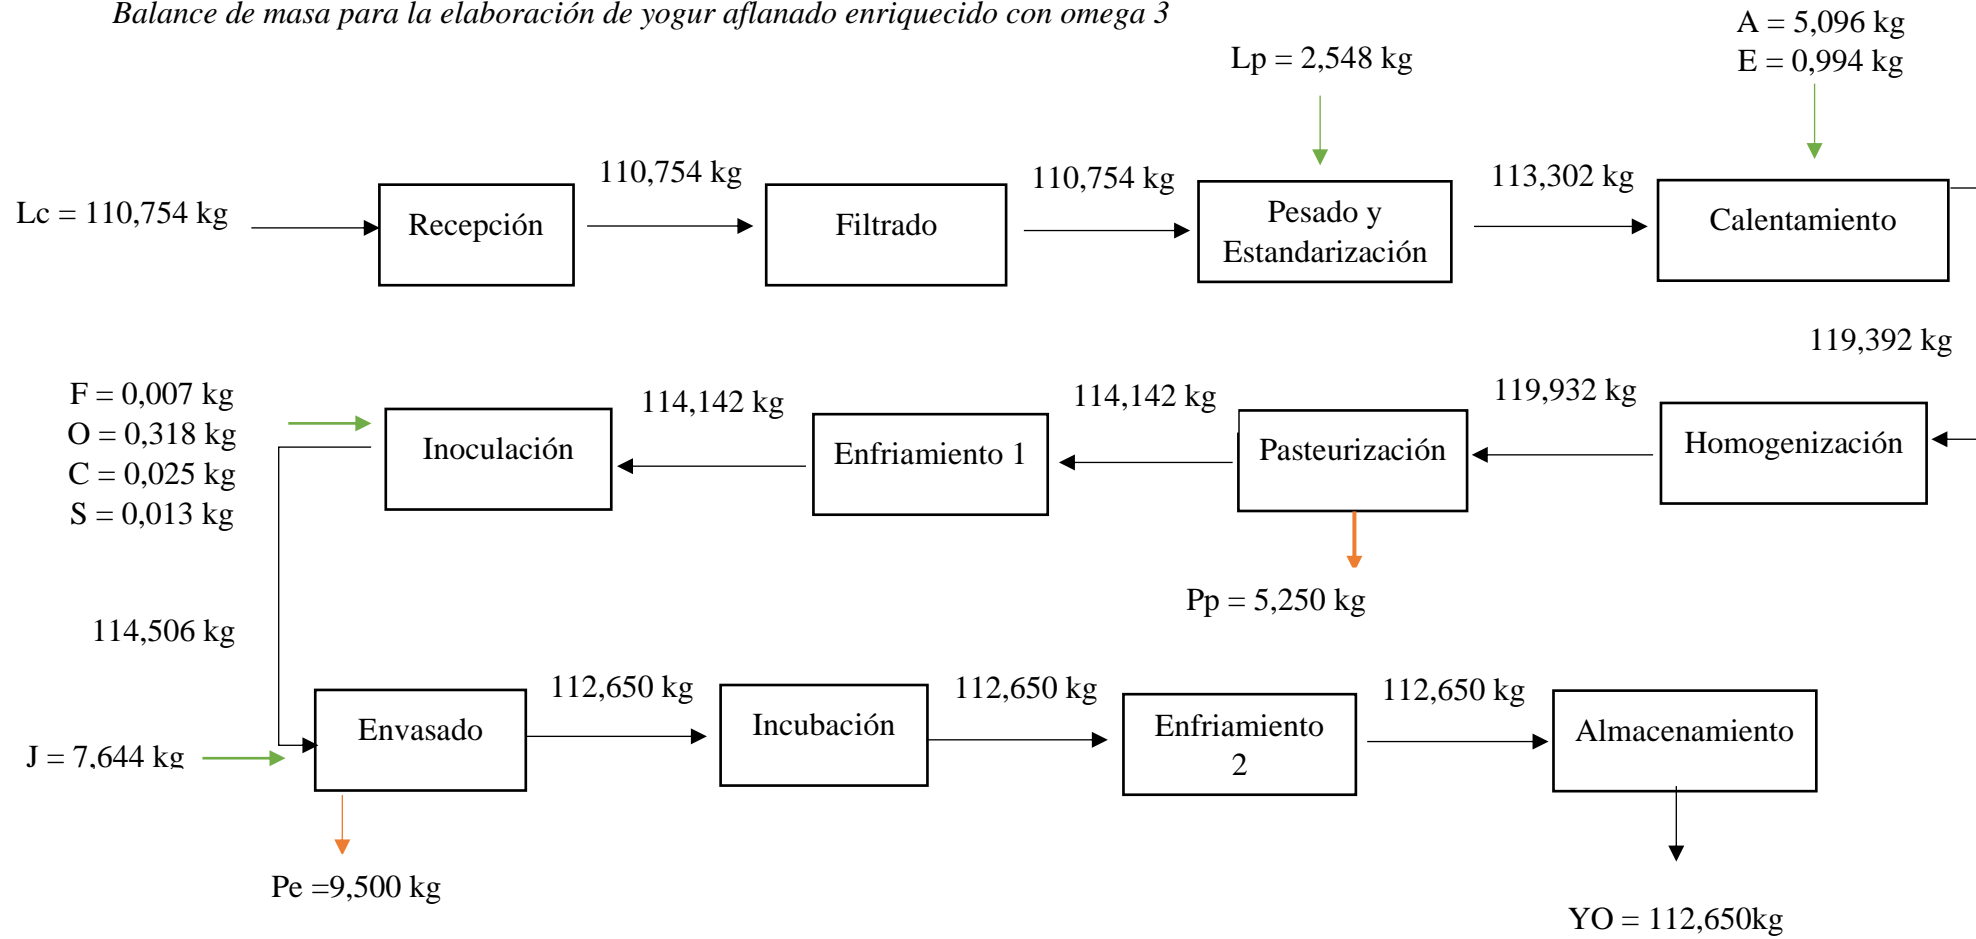 Balance de masa para la elaboración de yogur aflanado enriquecido con omega 3
A = 5,096 kg
E = 0,994 kg
Lp = 2,548 kg
Lc = 110,754 kg
Recepción
110,754 kg
Filtrado
110,754 kg
Pesado y
Estandarización
113,302 kg
Calentamiento
119,392 kg
Homogenización
119,932 kg
Pasteurización
Pp = 5,250 kg
114,142 kg
Enfriamiento 1
114,142 kg
Inoculación
F = 0,007 kg
O = 0,318 kg
C = 0,025 kg
S = 0,013 kg
114,506 kg
J = 7,644 kg
Envasado
Pe =9,500 kg
112,650 kg
Incubación
112,650 kg
Enfriamiento
2
112,650 kg
Almacenamiento
YO = 112,650kg